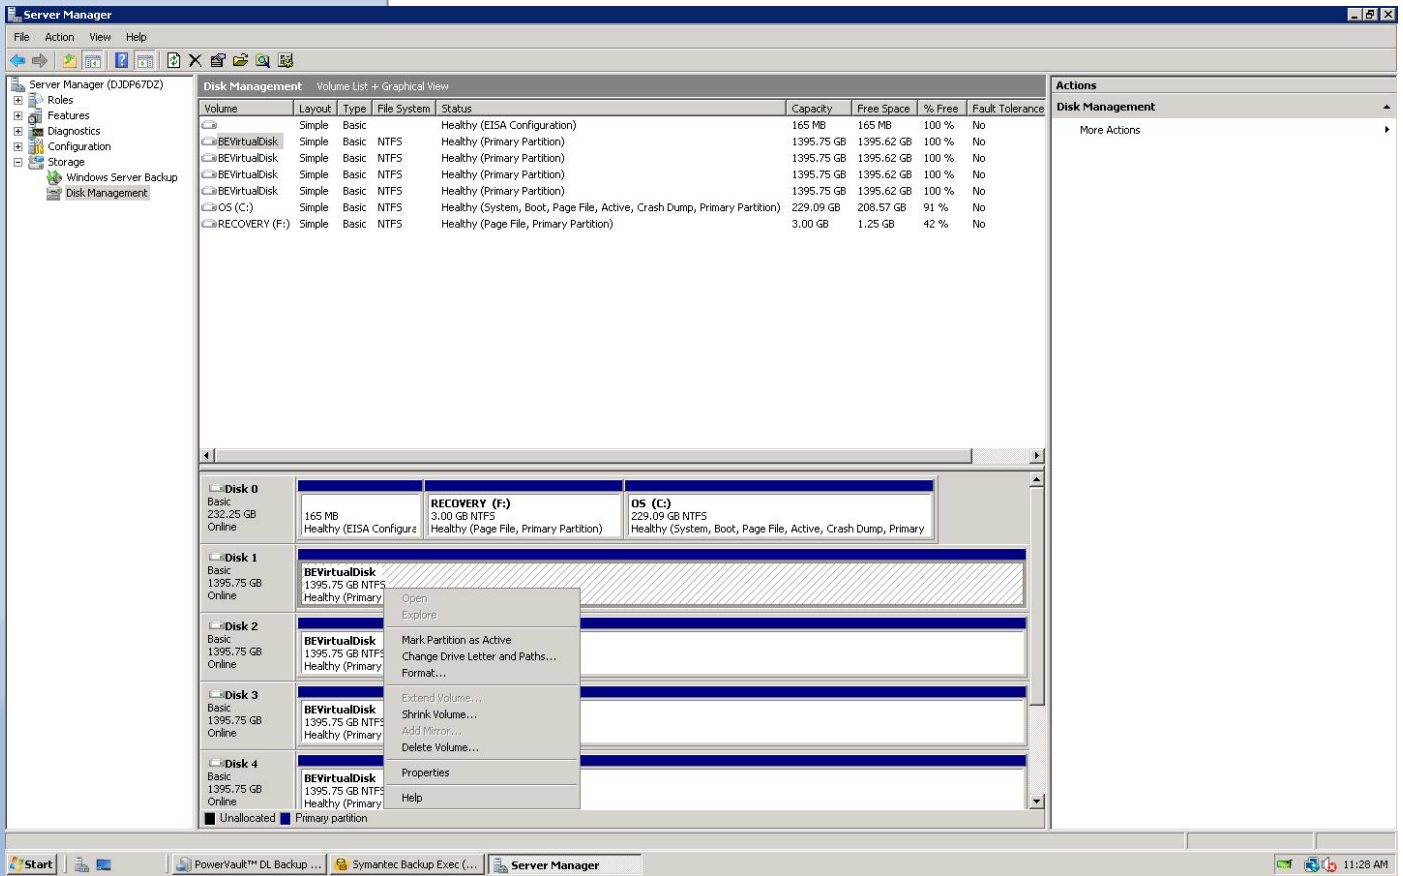 Server Manager
File Action View Help
Server Manager (DJDP67DZ)
Roles
Features
Diagnostics
Configuration
Storage
Windows Server Backup
Disk Management
Disk Management Volume List + Graphical View
Volume Layout Type File System Status Capacity Free Space % Free Fault Tolerance
Simple Basic Healthy (EISA Configuration) 165 MB 165 MB 100 % No
BEVirtualDisk Simple Basic NTFS Healthy (Primary Partition) 1395.75 GB 1395.62 GB 100 % No
BEVirtualDisk Simple Basic NTFS Healthy (Primary Partition) 1395.75 GB 1395.62 GB 100 % No
BEVirtualDisk Simple Basic NTFS Healthy (Primary Partition) 1395.75 GB 1395.62 GB 100 % No
BEVirtualDisk Simple Basic NTFS Healthy (Primary Partition) 1395.75 GB 1395.62 GB 100 % No
OS (C:) Simple Basic NTFS Healthy (System, Boot, Page File, Active, Crash Dump, Primary Partition) 229.09 GB 208.57 GB 91 % No
RECOVERY (F:) Simple Basic NTFS Healthy (Page File, Primary Partition) 3.00 GB 1.25 GB 42 % No
Actions
Disk Management
More Actions
Disk 0
Basic
232.25 GB
Online
165 MB
Healthy (EISA Configura
RECOVERY (F:)
3.00 GB NTFS
Healthy (Page File, Primary Partition)
OS (C:)
229.09 GB NTFS
Healthy (System, Boot, Page File, Active, Crash Dump, Primary
Disk 1
Basic
1395.75 GB
Online
BEVirtualDisk
1395.75 GB NTFS
Healthy (Primary
Disk 2
Basic
1395.75 GB
Online
BEVirtualDisk
1395.75 GB NTFS
Healthy (Primary
Disk 3
Basic
1395.75 GB
Online
BEVirtualDisk
1395.75 GB NTFS
Healthy (Primary
Disk 4
Basic
1395.75 GB
Online
BEVirtualDisk
1395.75 GB NTFS
Healthy (Primary
Open
Explore
Mark Partition as Active
Change Drive Letter and Paths...
Format...
Extend Volume...
Shrink Volume...
Add Mirror...
Delete Volume...
Properties
Help
Unallocated Primary partition
Start PowerVault™ DL Backup ... Symantec Backup Exec (... Server Manager 11:28 AM